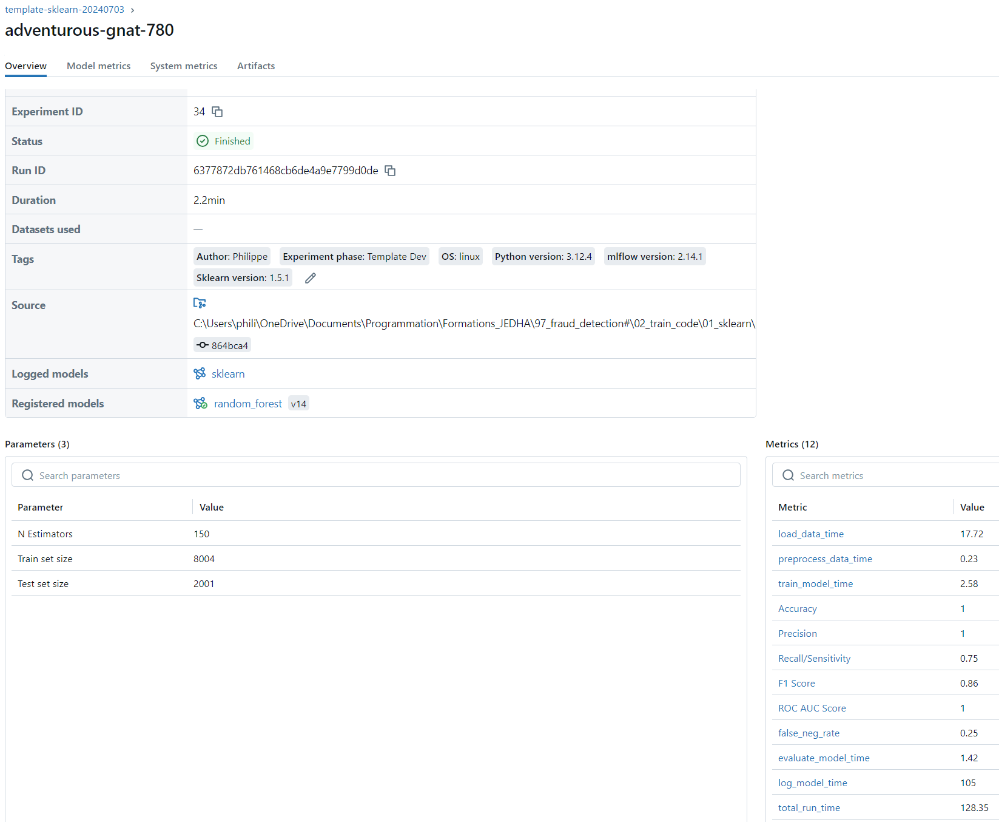 template-sklearn-20240703 ›
adventurous-gnat-780
Overview Model metrics System metrics Artifacts
Experiment ID 34
Status Finished
Run ID 6377872db761468cb6de4a9e7799d0de
Duration 2.2min
Datasets used —
Tags Author: Philippe Experiment phase: Template Dev OS: linux Python version: 3.12.4 mlflow version: 2.14.1
Sklearn version: 1.5.1
Source
C:\Users\phili\OneDrive\Documents\Programmation\Formations_JEDHA\97_fraud_detection#\02_train_code\01_sklearn\
864bca4
Logged models sklearn
Registered models random_forest v14
Parameters (3)
Search parameters
Parameter Value
N Estimators 150
Train set size 8004
Test set size 2001
Metrics (12)
Search metrics
Metric Value
load_data_time 17.72
preprocess_data_time 0.23
train_model_time 2.58
Accuracy 1
Precision 1
Recall/Sensitivity 0.75
F1 Score 0.86
ROC AUC Score 1
false_neg_rate 0.25
evaluate_model_time 1.42
log_model_time 105
total_run_time 128.35